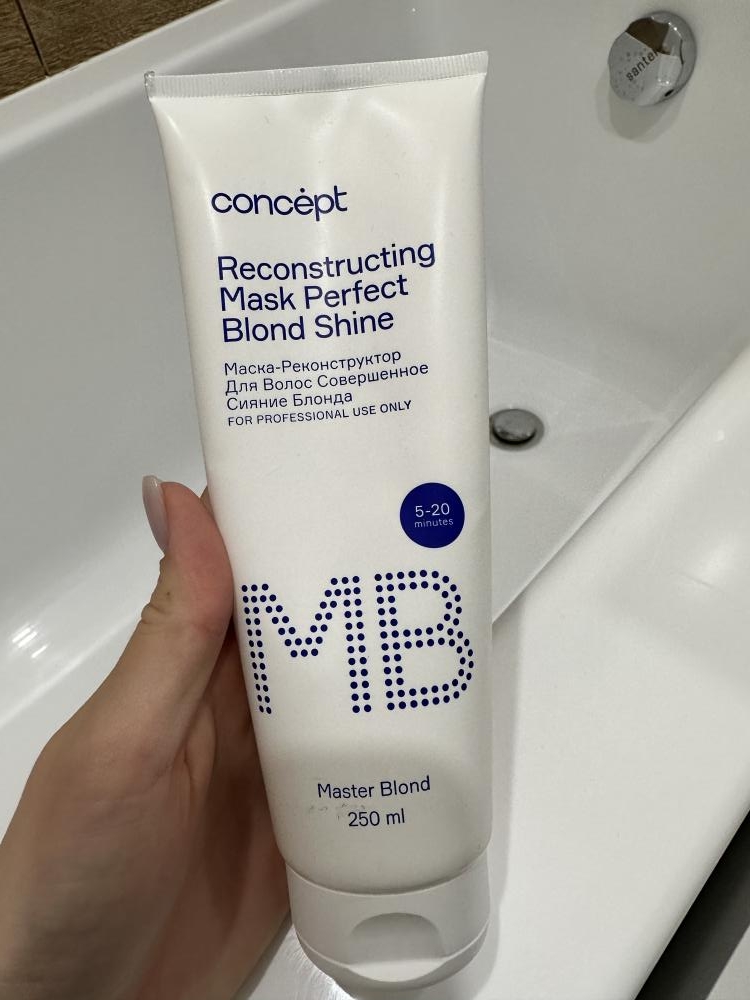 concept
Reconstructing
Mask Perfect
Blond Shine
Маска-Реконструктор
Для Волос Совершенное
Сияние Блонда
FOR PROFESSIONAL USE ONLY
5-20
minutes
MB
Master Blond
250 ml